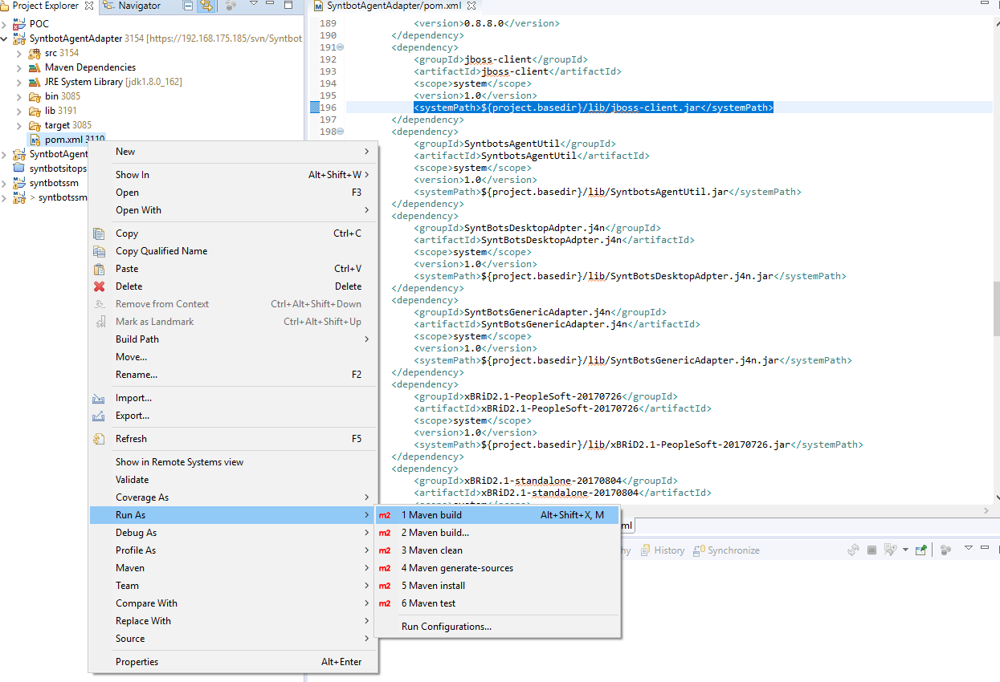 Project Explorer
Navigator
POC
SyntbotAgentAdapter 3154 [https://192.168.175.185/svn/Syntbot
src 3154
Maven Dependencies
JRE System Library [jdk1.8.0_162]
bin 3085
lib 3191
target 3085
pom.xml 3110
SyntbotAgent
syntbotsitops
syntbotssm
> syntbotssm
New
Show In Alt+Shift+W
Open F3
Open With
Copy Ctrl+C
Copy Qualified Name
Paste Ctrl+V
Delete Delete
Remove from Context Ctrl+Alt+Shift+Down
Mark as Landmark Ctrl+Alt+Shift+Up
Build Path
Move...
Rename... F2
Import...
Export...
Refresh F5
Show in Remote Systems view
Validate
Coverage As
Run As
Debug As
Profile As
Maven
Team
Compare With
Replace With
Source
Properties Alt+Enter
m2 1 Maven build Alt+Shift+X, M
m2 2 Maven build...
m2 3 Maven clean
m2 4 Maven generate-sources
m2 5 Maven install
m2 6 Maven test
Run Configurations...
SyntbotAgentAdapter/pom.xml
189 <version>0.8.8.0</version>
190 </dependency>
191 <dependency>
192 <groupId>jboss-client</groupId>
193 <artifactId>jboss-client</artifactId>
194 <scope>system</scope>
195 <version>1.0</version>
196 <systemPath>${project.basedir}/lib/jboss-client.jar</systemPath>
197 </dependency>
198 <dependency>
<groupId>SyntbotsAgentUtil</groupId>
<artifactId>SyntbotsAgentUtil</artifactId>
<scope>system</scope>
<version>1.0</version>
<systemPath>${project.basedir}/lib/SyntbotsAgentUtil.jar</systemPath>
</dependency>
<dependency>
<groupId>SyntBotsDesktopAdpter.j4n</groupId>
<artifactId>SyntBotsDesktopAdpter.j4n</artifactId>
<scope>system</scope>
<version>1.0</version>
<systemPath>${project.basedir}/lib/SyntBotsDesktopAdpter.j4n.jar</systemPath>
</dependency>
<dependency>
<groupId>SyntBotsGenericAdapter.j4n</groupId>
<artifactId>SyntBotsGenericAdapter.j4n</artifactId>
<scope>system</scope>
<version>1.0</version>
<systemPath>${project.basedir}/lib/SyntBotsGenericAdapter.j4n.jar</systemPath>
</dependency>
<dependency>
<groupId>xBRiD2.1-PeopleSoft-20170726</groupId>
<artifactId>xBRiD2.1-PeopleSoft-20170726</artifactId>
<scope>system</scope>
<version>1.0</version>
<systemPath>${project.basedir}/lib/xBRiD2.1-PeopleSoft-20170726.jar</systemPath>
</dependency>
<dependency>
<groupId>xBRiD2.1-standalone-20170804</groupId>
<artifactId>xBRiD2.1-standalone-20170804</artifactId>
<scope>system</scope>
ml
hy
History
Synchronize